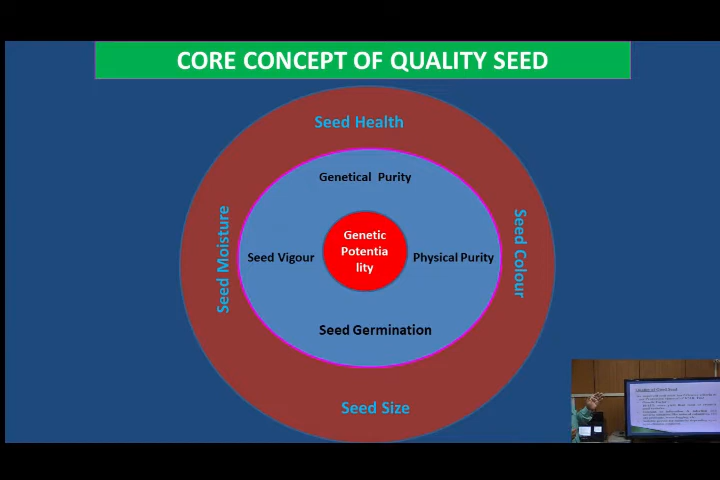 CORE CONCEPT OF QUALITY SEED
Seed Health
Genetical Purity
Seed Moisture
Seed Vigour
Genetic
Potentia
lity
Physical Purity
Seed Colour
Seed Germination
Seed Size